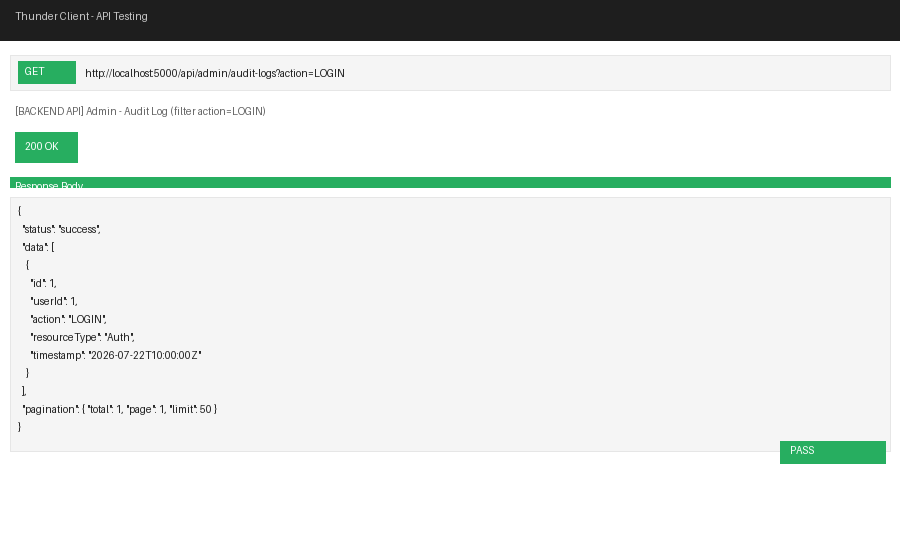 Thunder Client - API Testing
GET http://localhost:5000/api/admin/audit-logs?action=LOGIN
[BACKEND API] Admin - Audit Log (filter action=LOGIN)
200 OK
Response Body
{
"status": "success",
"data": [
{
"id": 1,
"userId": 1,
"action": "LOGIN",
"resourceType": "Auth",
"timestamp": "2026-07-22T10:00:00Z"
}
],
"pagination": { "total": 1, "page": 1, "limit": 50 }
}
PASS